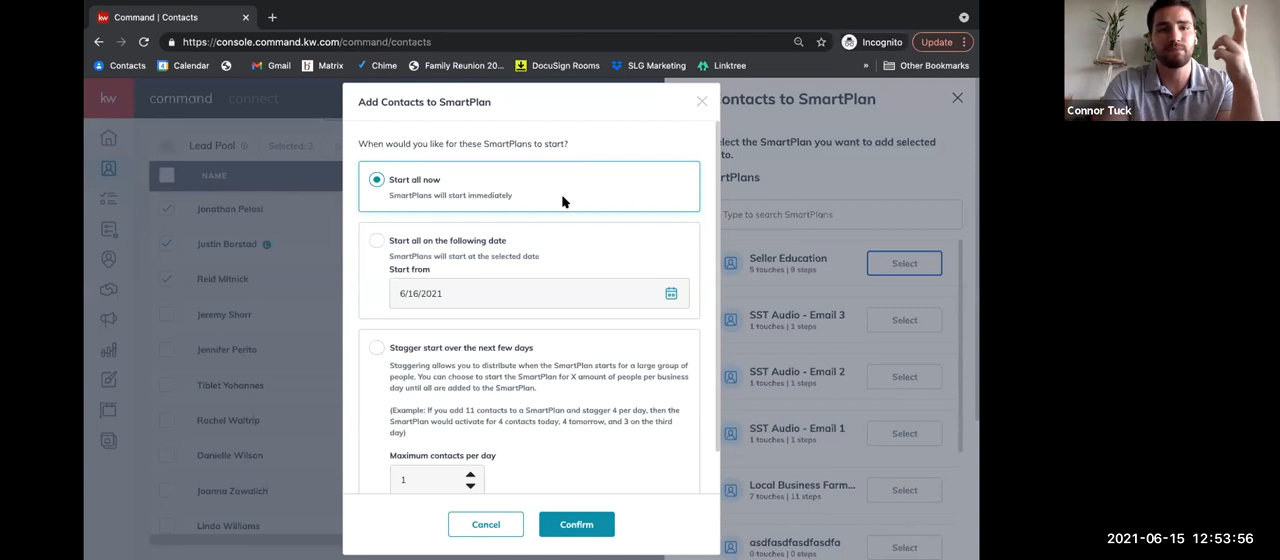 Command | Contacts
https://console.command.kw.com/command/contacts
Incognito
Update
Contacts
Calendar
Gmail
Matrix
Chime
Family Reunion 20...
DocuSign Rooms
SLG Marketing
Linktree
»
Other Bookmarks
Connor Tuck
kw
command
connect
Lead Pool
Selected: 3
NAME
Jonathan Pelosi
Justin Borstad
Reid Mitnick
Jeremy Shorr
Jennifer Perito
Tiblet Yohannes
Rachel Waltrip
Danielle Wilson
Joanna Zowalich
Linda Williams
Add Contacts to SmartPlan
When would you like for these SmartPlans to start?
Start all now
SmartPlans will start immediately
Start all on the following date
SmartPlans will start at the selected date
Start from
6/16/2021
Stagger start over the next few days
Staggering allows you to distribute when the SmartPlan starts for a large group of
people. You can choose to start the SmartPlan for X amount of people per business
day until all are added to the SmartPlan.
(Example: If you add 11 contacts to a SmartPlan and stagger 4 per day, then the
SmartPlan would activate for 4 contacts today, 4 tomorrow, and 3 on the third
day)
Maximum contacts per day
1
Cancel
Confirm
ontacts to SmartPlan
lect the SmartPlan you want to add selected
to.
rtPlans
Type to search SmartPlans
Seller Education
5 touches | 9 steps
Select
SST Audio - Email 3
1 touches | 1 steps
Select
SST Audio - Email 2
1 touches | 1 steps
Select
SST Audio - Email 1
1 touches | 1 steps
Select
Local Business Farm...
7 touches | 11 steps
Select
asdfasdfasdfasdfa
0 touches | 0 steps
Select
2021-06-15 12:53:56